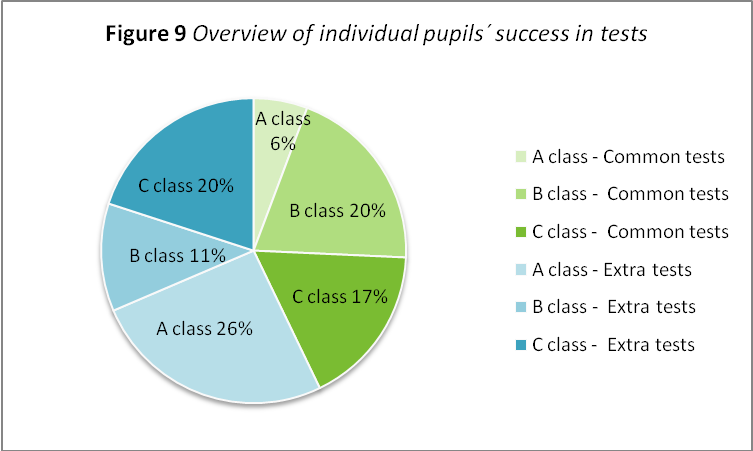 Figure 9 Overview of individual pupils´ success in tests
A class
6%
B class 20%
C class 17%
A class 26%
B class 11%
C class 20%
A class - Common tests
B class -  Common tests
C class -  Common tests
A class - Extra tests
B class -  Extra tests
C class -  Extra tests